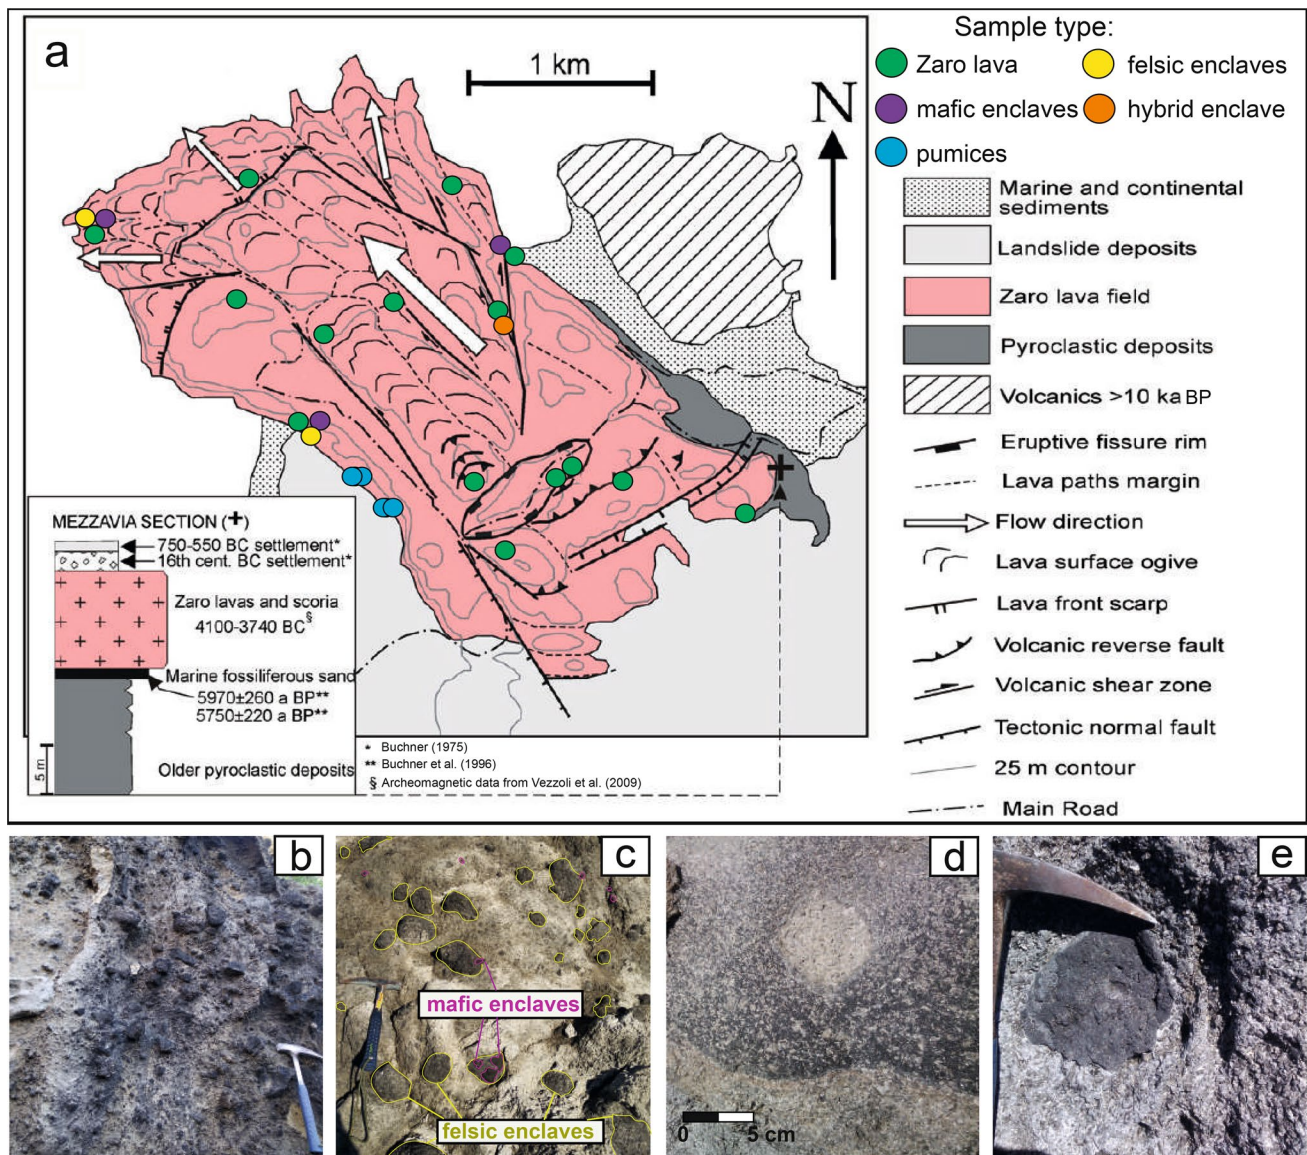 a
1 km
N
Sample type:
Zaro lava
felsic enclaves
mafic enclaves
hybrid enclave
pumices
Marine and continental
sediments
Landslide deposits
Zaro lava field
Pyroclastic deposits
Volcanics >10 ka BP
Eruptive fissure rim
Lava paths margin
Flow direction
Lava surface ogive
Lava front scarp
Volcanic reverse fault
Volcanic shear zone
Tectonic normal fault
25 m contour
Main Road
MEZZAVIA SECTION (+)
750-550 BC settlement*
16th cent. BC settlement*
Zaro lavas and scoria
4100-3740 BC§
Marine fossiliferous sand
5970±260 a BP**
5750±220 a BP**
Older pyroclastic deposits
5 m
* Buchner (1975)
** Buchner et al. (1996)
§ Archeomagnetic data from Vezzoli et al. (2009)
b
c
mafic enclaves
felsic enclaves
d
0 5 cm
e